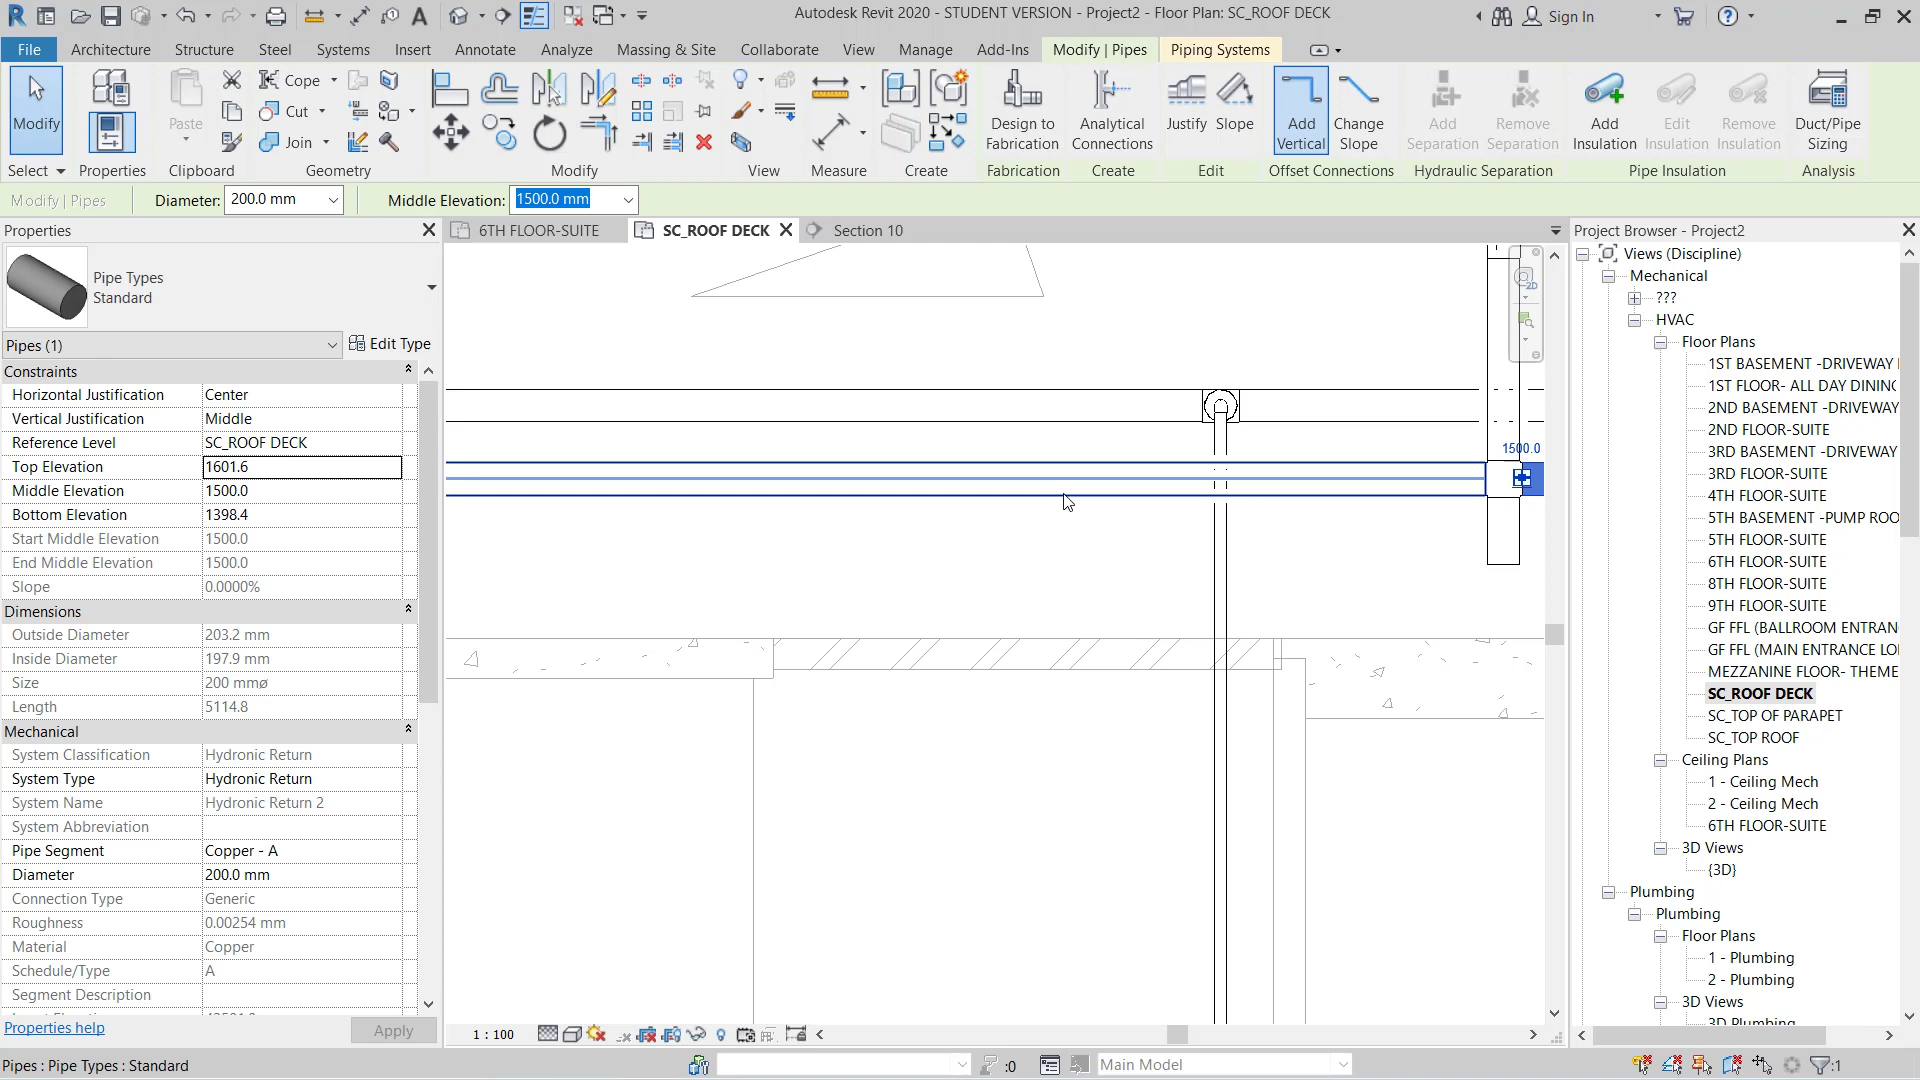 Autodesk Revit 2020 - STUDENT VERSION - Project2 - Floor Plan: SC_ROOF DECK
Sign In
File Architecture Structure Steel Systems Insert Annotate Analyze Massing & Site Collaborate View Manage Add-Ins Modify | Pipes Piping Systems
Modify
Paste
Cope
Cut
Join
Design to Fabrication
Analytical Connections
Justify
Slope
Add Vertical
Change Slope
Add Separation
Remove Separation
Add Insulation
Edit Insulation
Remove Insulation
Duct/Pipe Sizing
Select Properties Clipboard Geometry Modify View Measure Create Fabrication Create Edit Offset Connections Hydraulic Separation Pipe Insulation Analysis
Modify | Pipes Diameter: 200.0 mm Middle Elevation: 1500.0 mm
Properties
Pipe Types
Standard
Pipes (1) Edit Type
Constraints
Horizontal Justification Center
Vertical Justification Middle
Reference Level SC_ROOF DECK
Top Elevation 1601.6
Middle Elevation 1500.0
Bottom Elevation 1398.4
Start Middle Elevation 1500.0
End Middle Elevation 1500.0
Slope 0.0000%
Dimensions
Outside Diameter 203.2 mm
Inside Diameter 197.9 mm
Size 200 mmø
Length 5114.8
Mechanical
System Classification Hydronic Return
System Type Hydronic Return
System Name Hydronic Return 2
System Abbreviation
Pipe Segment Copper - A
Diameter 200.0 mm
Connection Type Generic
Roughness 0.00254 mm
Material Copper
Schedule/Type A
Segment Description
Properties help Apply
6TH FLOOR-SUITE SC_ROOF DECK Section 10
2D
1500.0
1 : 100
Project Browser - Project2
Views (Discipline)
Mechanical
???
HVAC
Floor Plans
1ST BASEMENT -DRIVEWAY
1ST FLOOR- ALL DAY DINING
2ND BASEMENT -DRIVEWAY
2ND FLOOR-SUITE
3RD BASEMENT -DRIVEWAY
3RD FLOOR-SUITE
4TH FLOOR-SUITE
5TH BASEMENT -PUMP ROO
5TH FLOOR-SUITE
6TH FLOOR-SUITE
8TH FLOOR-SUITE
9TH FLOOR-SUITE
GF FFL (BALLROOM ENTRAN
GF FFL (MAIN ENTRANCE LO
MEZZANINE FLOOR- THEME
SC_ROOF DECK
SC_TOP OF PARAPET
SC_TOP ROOF
Ceiling Plans
1 - Ceiling Mech
2 - Ceiling Mech
6TH FLOOR-SUITE
3D Views
{3D}
Plumbing
Plumbing
Floor Plans
1 - Plumbing
2 - Plumbing
3D Views
3D Plumbing
Pipes : Pipe Types : Standard
:0
Main Model
:1